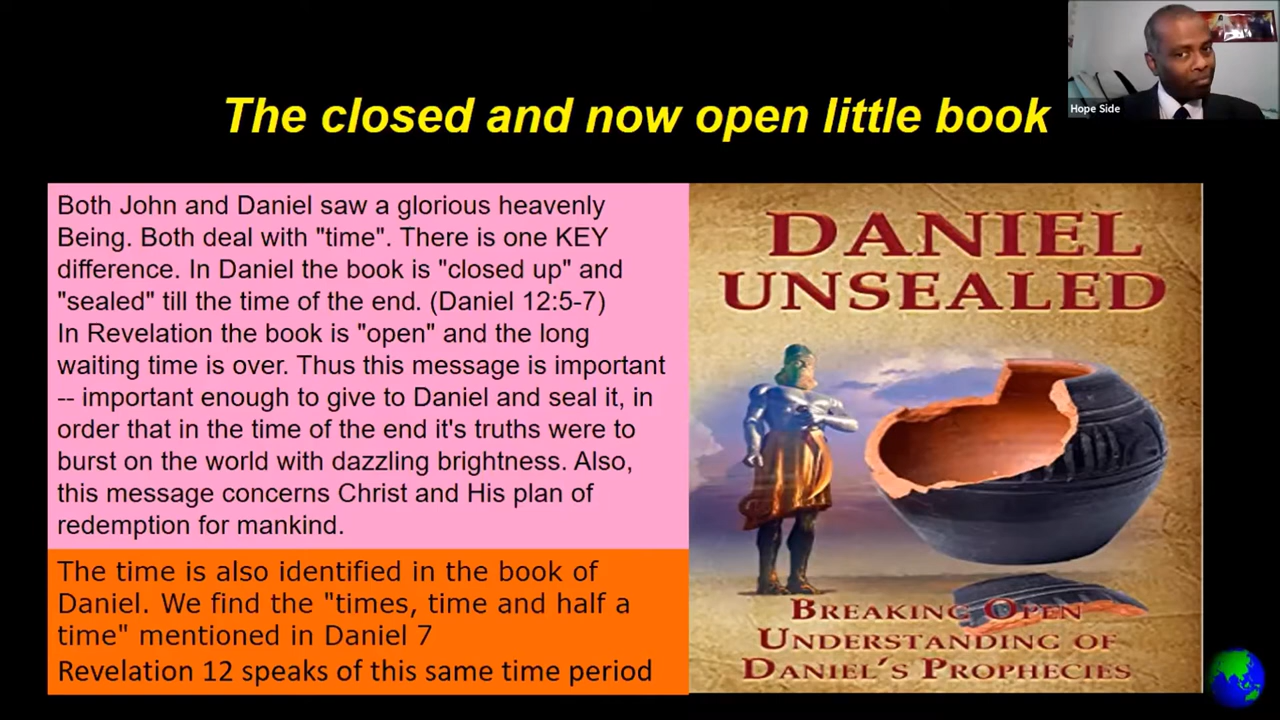 The closed and now open little book
Hope Side
Both John and Daniel saw a glorious heavenly
Being. Both deal with "time". There is one KEY
difference. In Daniel the book is "closed up" and
"sealed" till the time of the end. (Daniel 12:5-7)
In Revelation the book is "open" and the long
waiting time is over. Thus this message is important
-- important enough to give to Daniel and seal it, in
order that in the time of the end it's truths were to
burst on the world with dazzling brightness. Also,
this message concerns Christ and His plan of
redemption for mankind.
The time is also identified in the book of
Daniel. We find the "times, time and half a
time" mentioned in Daniel 7
Revelation 12 speaks of this same time period
DANIEL
UNSEALED
BREAKING OPEN
UNDERSTANDING OF
DANIEL'S PROPHECIES